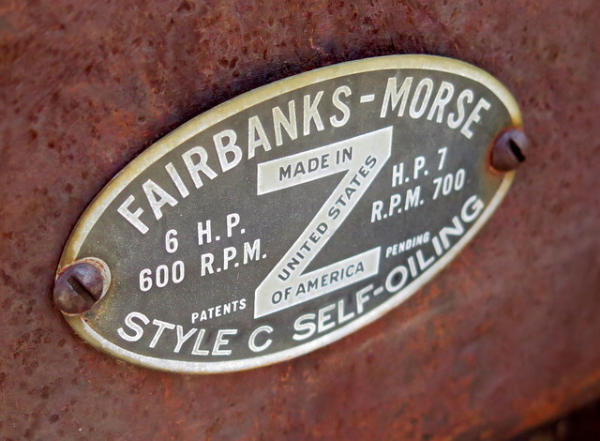 FAIRBANKS-MORSE
6 H.P.
600 R.P.M.
Z
MADE IN
UNITED STATES
OF AMERICA
H.P. 7
R.P.M. 700
PATENTS PENDING
STYLE C SELF-OILING